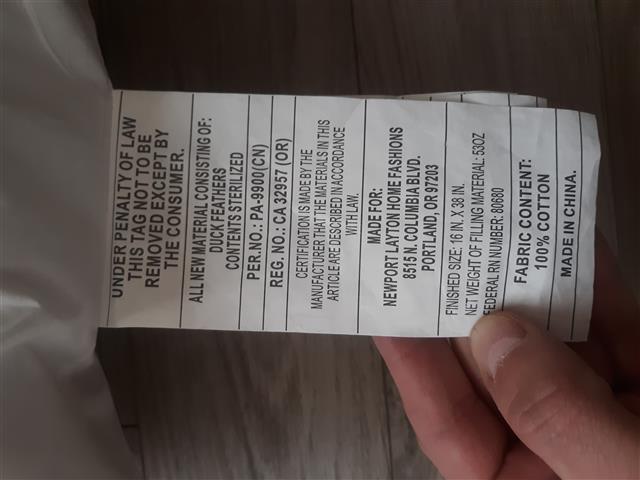 UNDER PENALTY OF LAW
THIS TAG NOT TO BE
REMOVED EXCEPT BY
THE CONSUMER.
ALL NEW MATERIAL CONSISTING OF:
DUCK FEATHERS
CONTENTS STERILIZED
PER.NO.: PA-9900(CN)
REG. NO.: CA 32957 (OR)
CERTIFICATION IS MADE BY THE
MANUFACTURER THAT THE MATERIALS IN THIS
ARTICLE ARE DESCRIBED IN ACCORDANCE
WITH LAW.
MADE FOR:
NEWPORT LAYTON HOME FASHIONS
8515 N. COLUMBIA BLVD.
PORTLAND, OR 97203
FINISHED SIZE: 16 IN. X 38 IN.
NET WEIGHT OF FILLING MATERIAL: 53OZ
FEDERAL RN NUMBER: 80680
FABRIC CONTENT:
100% COTTON
MADE IN CHINA.